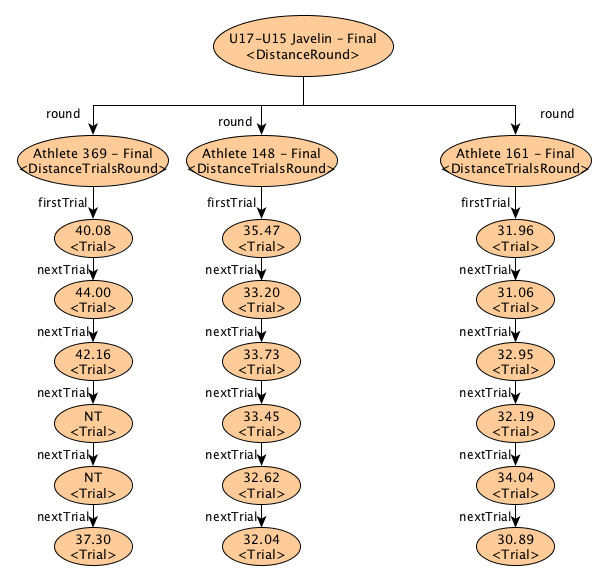 U17-U15 Javelin - Final
<DistanceRound>
round
round
round
Athlete 369 - Final
<DistanceTrialsRound>
Athlete 148 - Final
<DistanceTrialsRound>
Athlete 161 - Final
<DistanceTrialsRound>
firstTrial
firstTrial
firstTrial
40.08
<Trial>
35.47
<Trial>
31.96
<Trial>
nextTrial
nextTrial
nextTrial
44.00
<Trial>
33.20
<Trial>
31.06
<Trial>
nextTrial
nextTrial
nextTrial
42.16
<Trial>
33.73
<Trial>
32.95
<Trial>
nextTrial
nextTrial
nextTrial
NT
<Trial>
33.45
<Trial>
32.19
<Trial>
nextTrial
nextTrial
nextTrial
NT
<Trial>
32.62
<Trial>
34.04
<Trial>
nextTrial
nextTrial
nextTrial
37.30
<Trial>
32.04
<Trial>
30.89
<Trial>